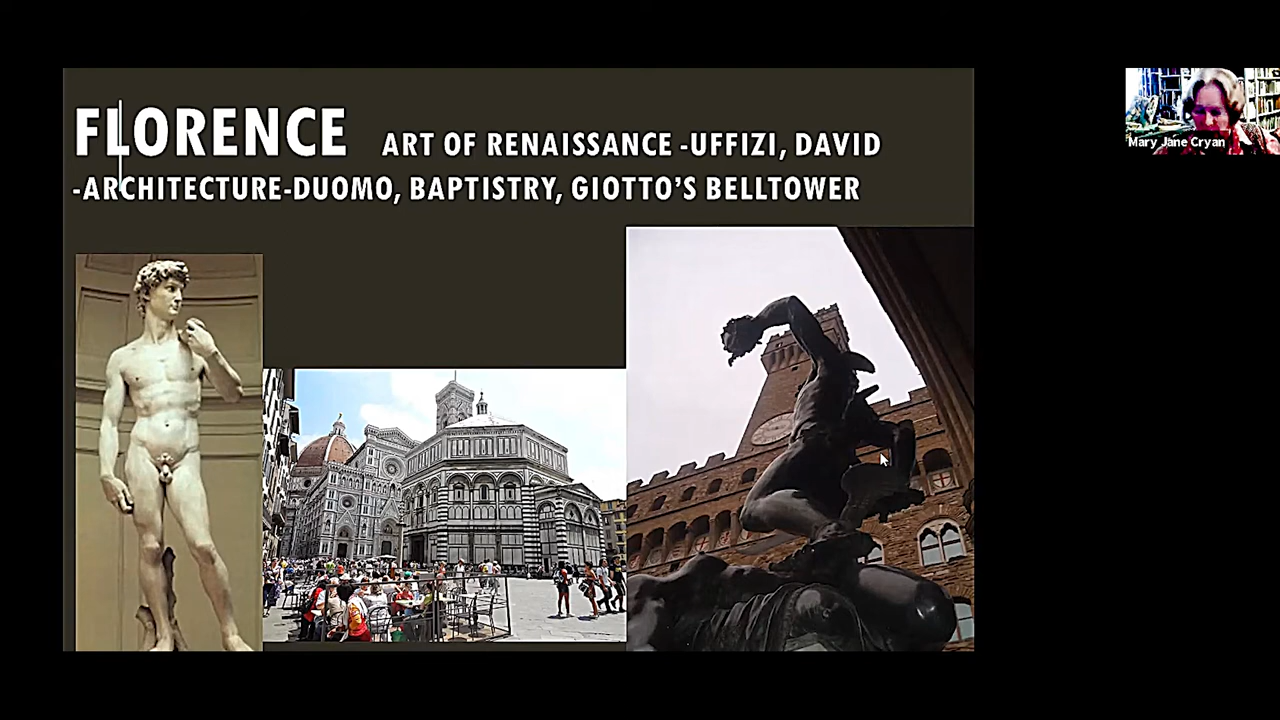 FLORENCE ART OF RENAISSANCE -UFFIZI, DAVID
-ARCHITECTURE-DUOMO, BAPTISTRY, GIOTTO’S BELLTOWER
Mary Jane Cryan